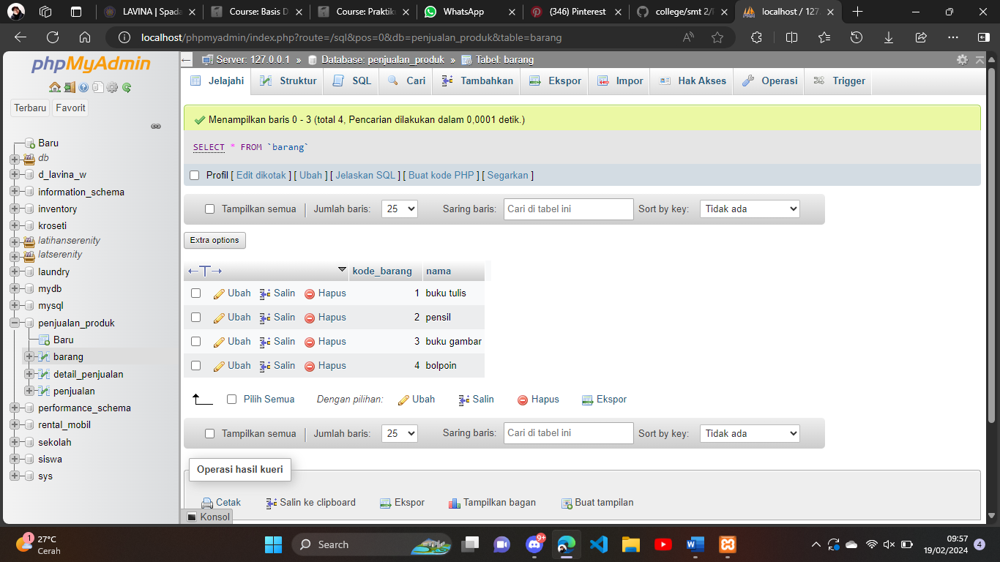 LAVINA | Spada
Course: Basis D
Course: Praktik
WhatsApp
(346) Pinterest
college/smt 2/
localhost / 127.
localhost/phpmyadmin/index.php?route=/sql&pos=0&db=penjualan_produk&table=barang
phpMyAdmin
Terbaru Favorit
Baru
db
d_lavina_w
information_schema
inventory
kroseti
latihanserenity
latserenity
laundry
mydb
mysql
penjualan_produk
Baru
barang
detail_penjualan
penjualan
performance_schema
rental_mobil
sekolah
siswa
sys
Server: 127.0.0.1 » Database: penjualan_produk » Tabel: barang
Jelajahi Struktur SQL Cari Tambahkan Ekspor Impor Hak Akses Operasi Trigger
Menampilkan baris 0 - 3 (total 4, Pencarian dilakukan dalam 0,0001 detik.)
SELECT * FROM `barang`
Profil [ Edit dikotak ] [ Ubah ] [ Jelaskan SQL ] [ Buat kode PHP ] [ Segarkan ]
Tampilkan semua | Jumlah baris: 25 Saring baris: Cari di tabel ini Sort by key: Tidak ada
Extra options
←T→ kode_barang nama
Ubah Salin Hapus 1 buku tulis
Ubah Salin Hapus 2 pensil
Ubah Salin Hapus 3 buku gambar
Ubah Salin Hapus 4 bolpoin
Pilih Semua Dengan pilihan: Ubah Salin Hapus Ekspor
Tampilkan semua | Jumlah baris: 25 Saring baris: Cari di tabel ini Sort by key: Tidak ada
Operasi hasil kueri
Cetak Salin ke clipboard Ekspor Tampilkan bagan Buat tampilan
Konsol
1
27°C
Cerah
Search
9+
09:57
19/02/2024
4